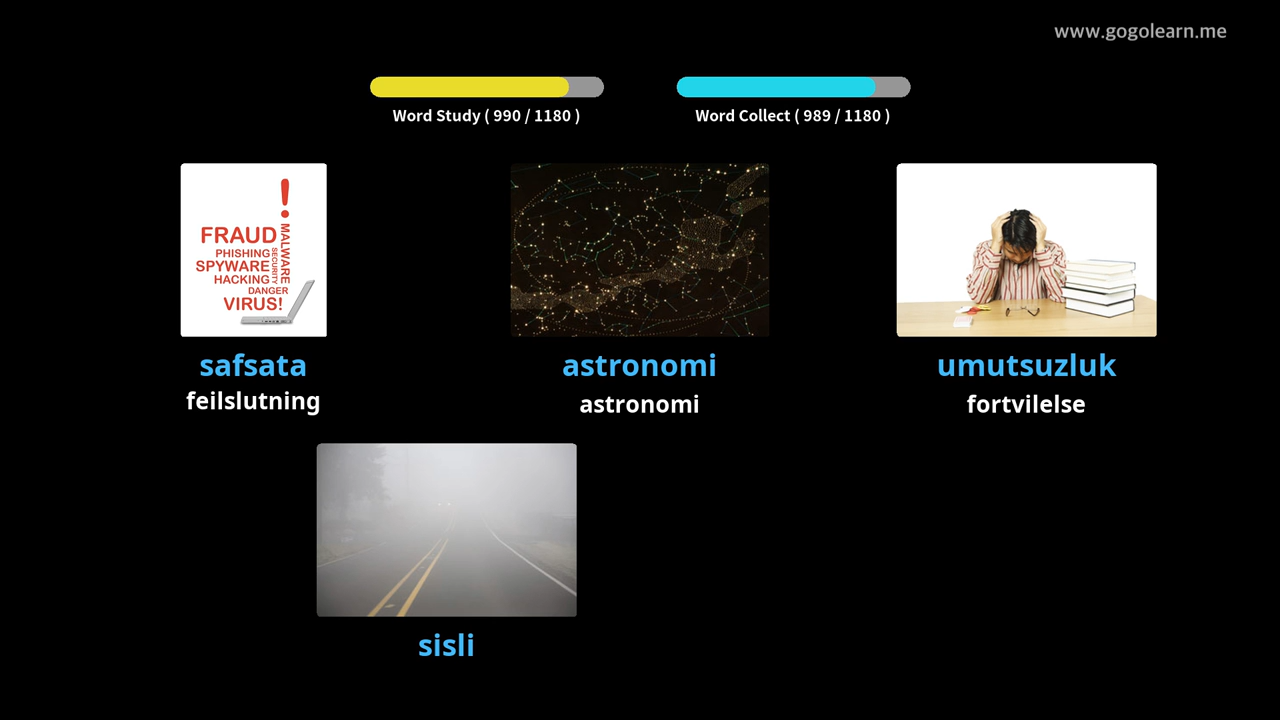 www.gogolearn.me
Word Study ( 990 / 1180 )
Word Collect ( 989 / 1180 )
!
FRAUD
MALWARE
PHISHING
SECURITY
SPYWARE
HACKING
DANGER
VIRUS!
safsata
feilslutning
astronomi
astronomi
umutsuzluk
fortvilelse
sisli